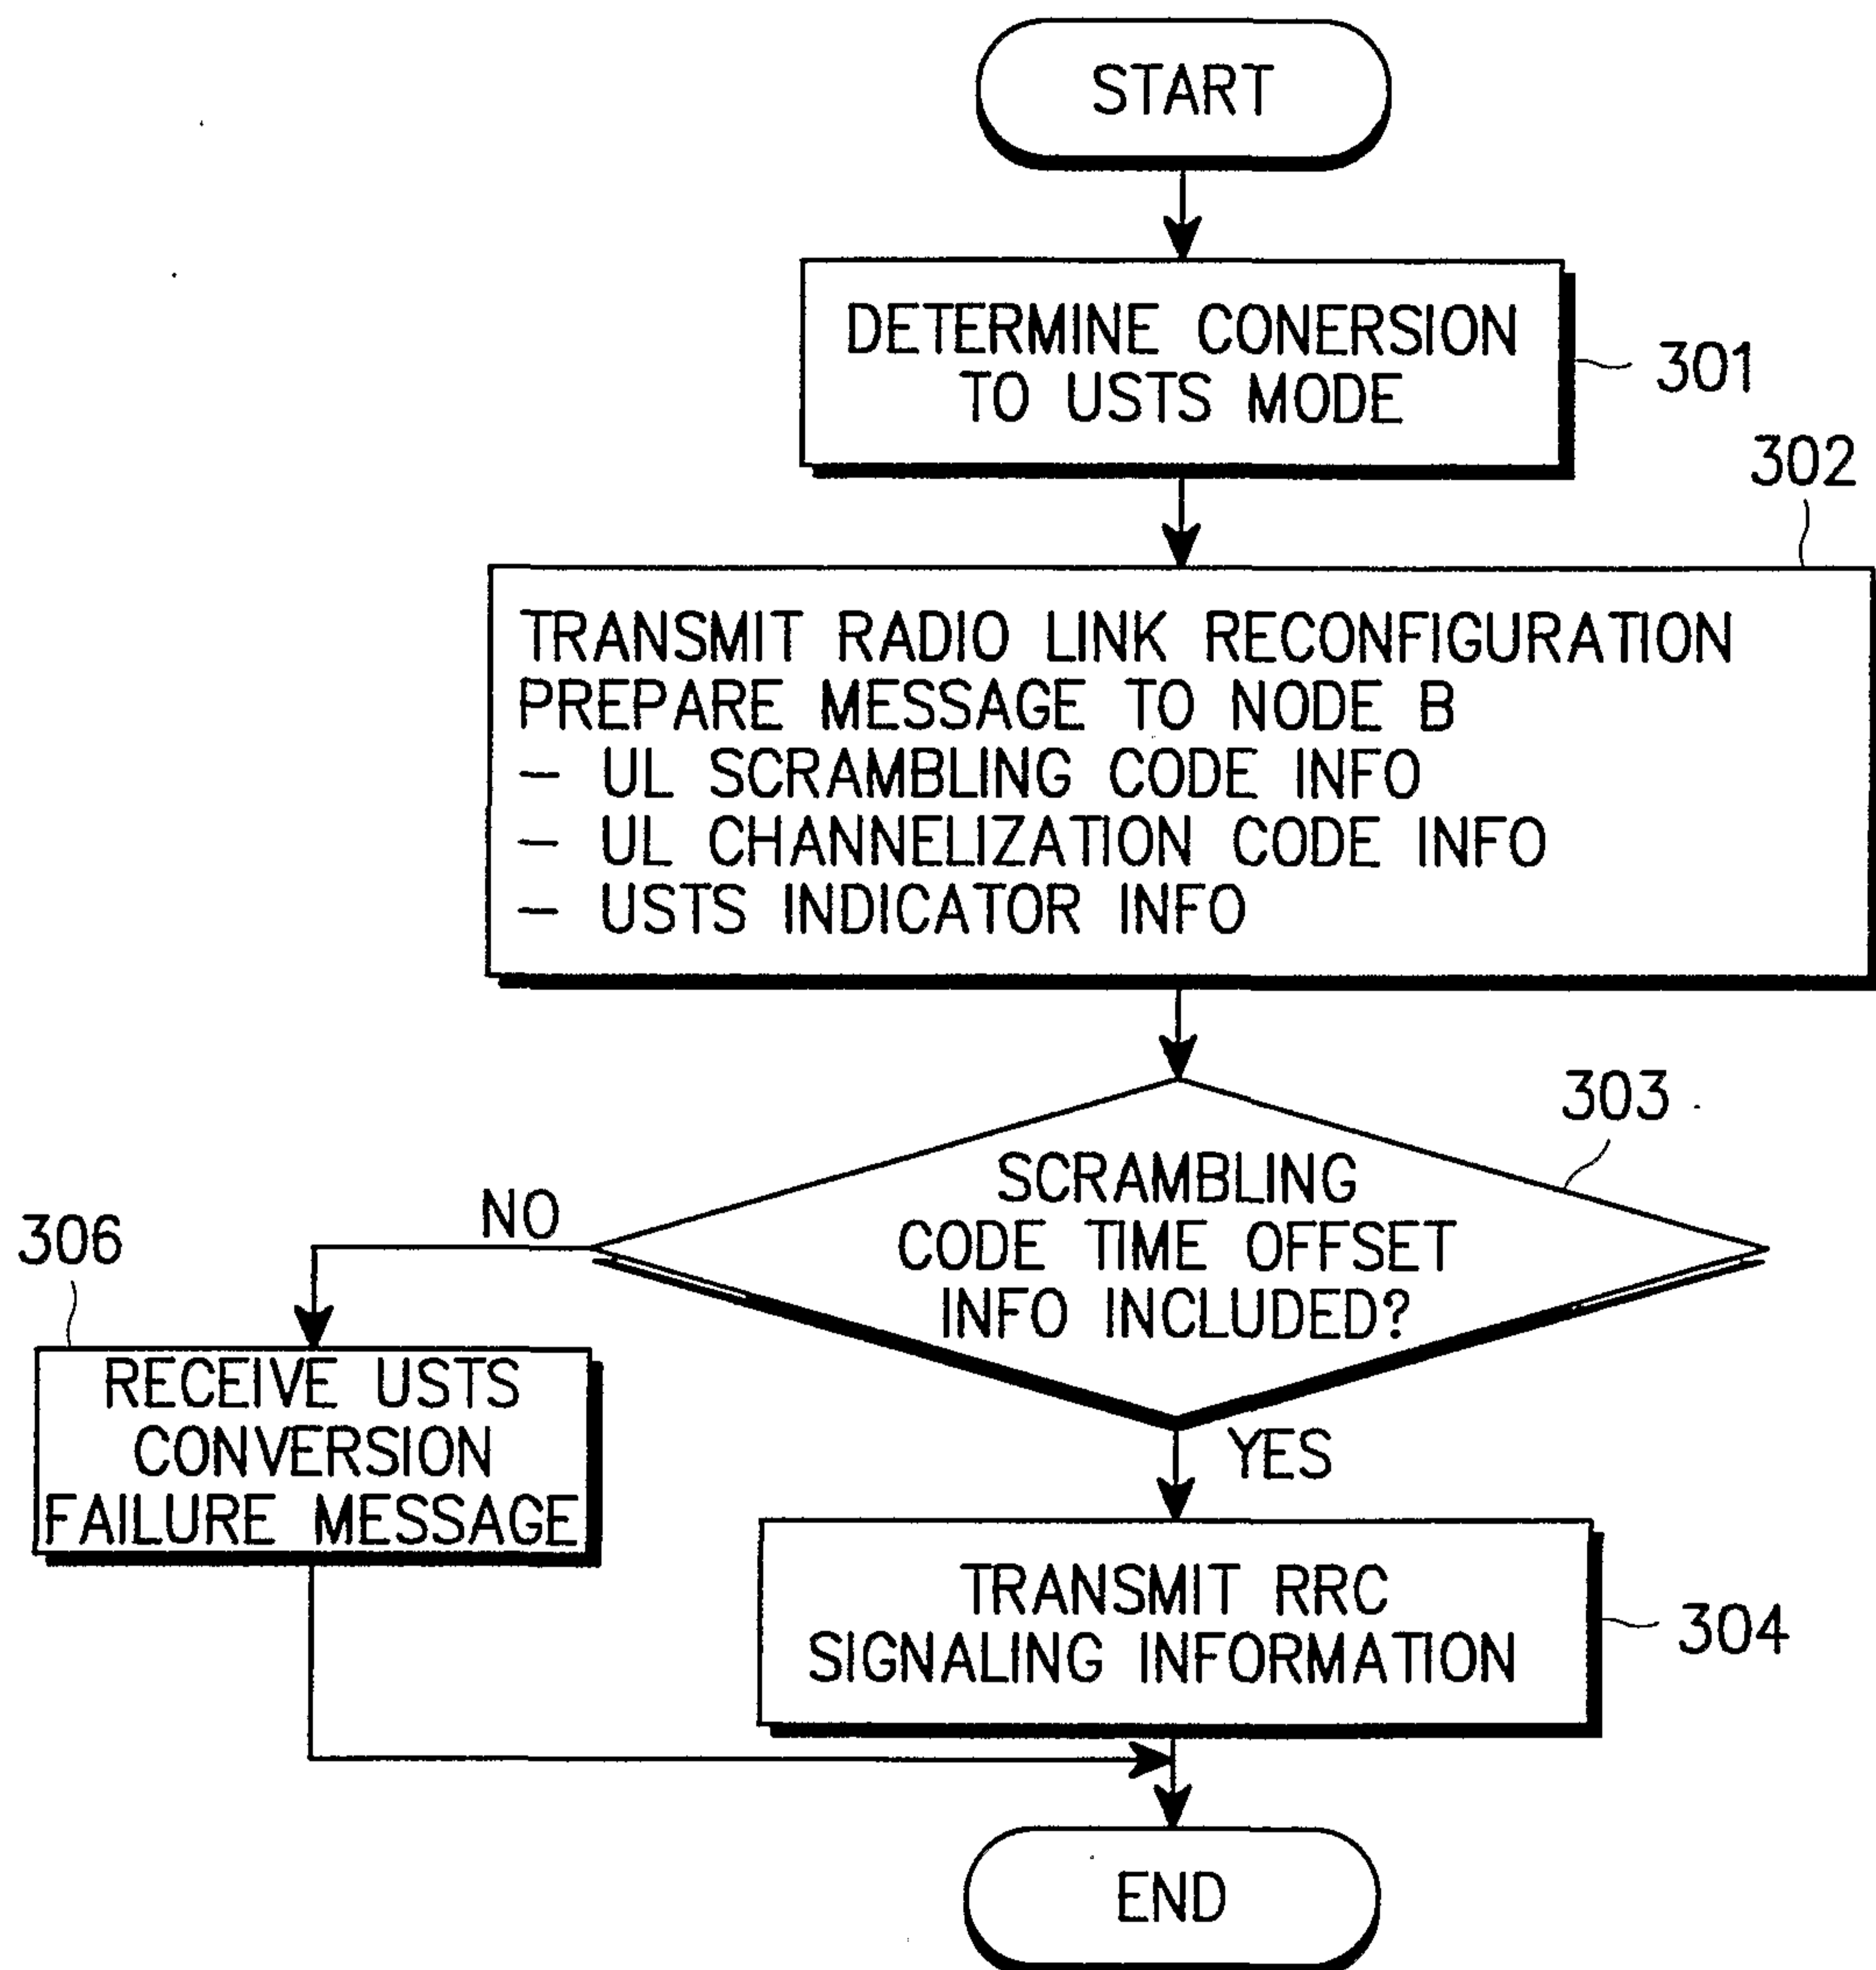 START
DETERMINE CONERSION
TO USTS MODE
301
302
TRANSMIT RADIO LINK RECONFIGURATION
PREPARE MESSAGE TO NODE B
- UL SCRAMBLING CODE INFO
- UL CHANNELIZATION CODE INFO
- USTS INDICATOR INFO
303
SCRAMBLING
CODE TIME OFFSET
INFO INCLUDED?
NO
306
RECEIVE USTS
CONVERSION
FAILURE MESSAGE
YES
TRANSMIT RRC
SIGNALING INFORMATION
304
END